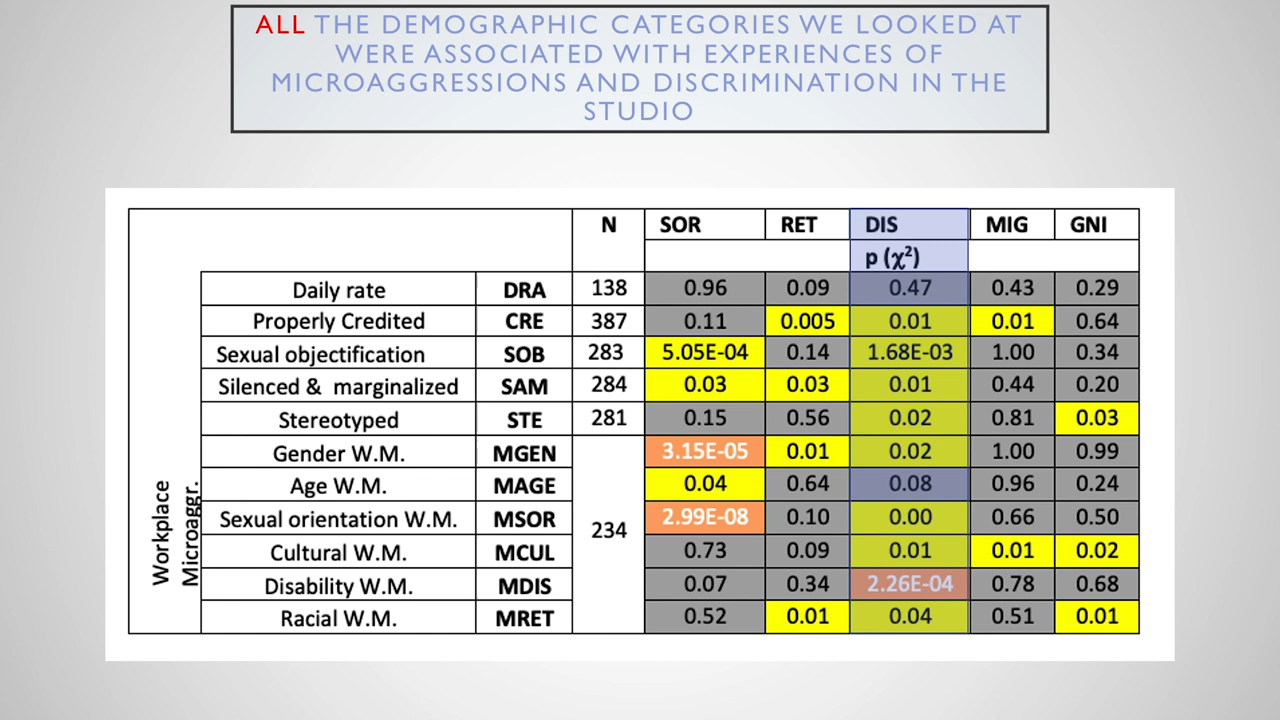 ALL THE DEMOGRAPHIC CATEGORIES WE LOOKED AT
WERE ASSOCIATED WITH EXPERIENCES OF
MICROAGGRESSIONS AND DISCRIMINATION IN THE
STUDIO
N SOR RET DIS MIG GNI
p (χ²)
Daily rate DRA 138 0.96 0.09 0.47 0.43 0.29
Properly Credited CRE 387 0.11 0.005 0.01 0.01 0.64
Sexual objectification SOB 283 5.05E-04 0.14 1.68E-03 1.00 0.34
Silenced & marginalized SAM 284 0.03 0.03 0.01 0.44 0.20
Stereotyped STE 281 0.15 0.56 0.02 0.81 0.03
Workplace
Microaggr.
Gender W.M. MGEN 3.15E-05 0.01 0.02 1.00 0.99
Age W.M. MAGE 0.04 0.64 0.08 0.96 0.24
Sexual orientation W.M. MSOR 234 2.99E-08 0.10 0.00 0.66 0.50
Cultural W.M. MCUL 0.73 0.09 0.01 0.01 0.02
Disability W.M. MDIS 0.07 0.34 2.26E-04 0.78 0.68
Racial W.M. MRET 0.52 0.01 0.04 0.51 0.01